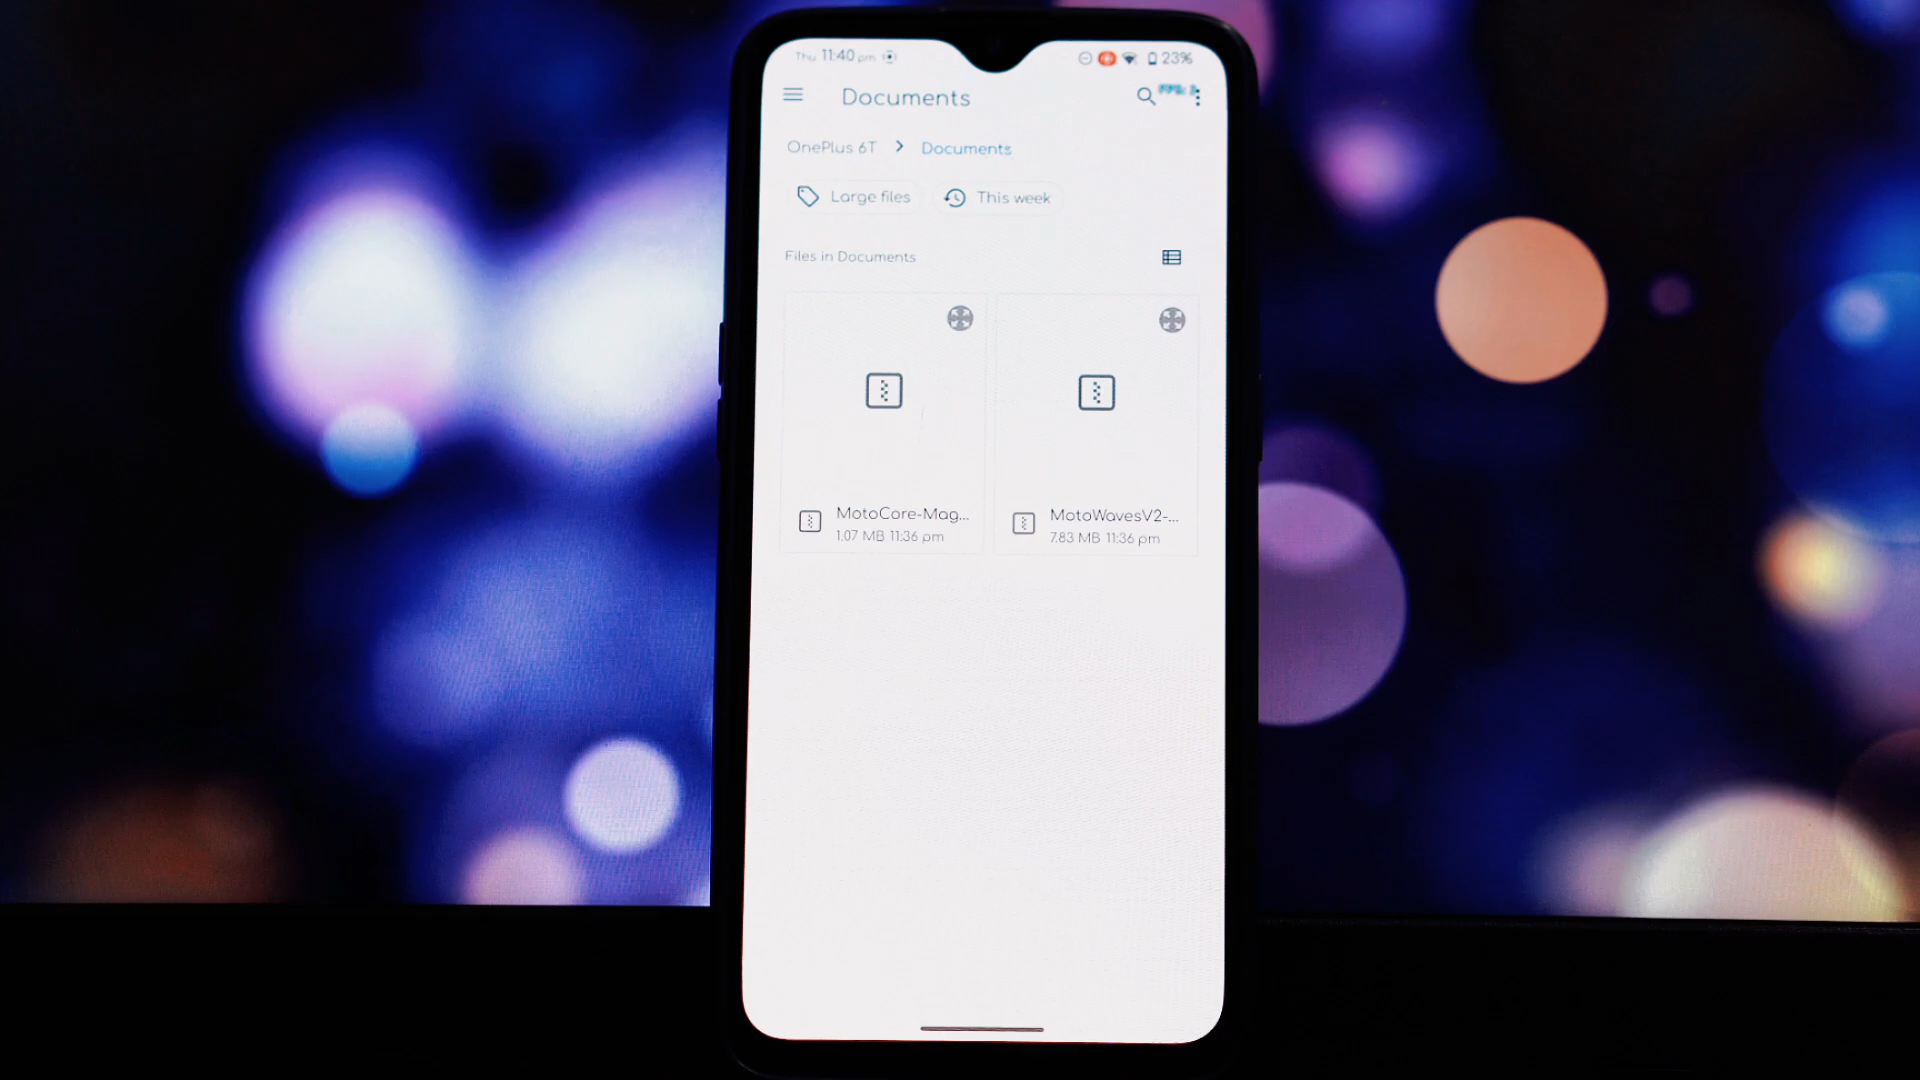 Thu 11:40 pm 23%
Documents
OnePlus 6T > Documents
Large files This week
Files in Documents
MotoCore-Mag... MotoWavesV2-...
1.07 MB 11:36 pm 7.83 MB 11:36 pm